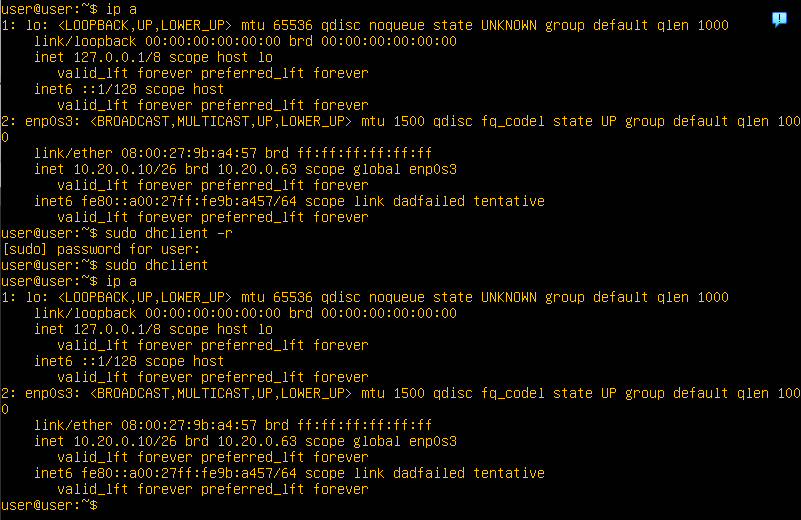 user@user:~$ ip a
1: lo: <LOOPBACK,UP,LOWER_UP> mtu 65536 qdisc noqueue state UNKNOWN group default qlen 1000
    link/loopback 00:00:00:00:00:00 brd 00:00:00:00:00:00
    inet 127.0.0.1/8 scope host lo
       valid_lft forever preferred_lft forever
    inet6 ::1/128 scope host
       valid_lft forever preferred_lft forever
2: enp0s3: <BROADCAST,MULTICAST,UP,LOWER_UP> mtu 1500 qdisc fq_codel state UP group default qlen 100
0
    link/ether 08:00:27:9b:a4:57 brd ff:ff:ff:ff:ff:ff
    inet 10.20.0.10/26 brd 10.20.0.63 scope global enp0s3
       valid_lft forever preferred_lft forever
    inet6 fe80::a00:27ff:fe9b:a457/64 scope link dadfailed tentative
       valid_lft forever preferred_lft forever
user@user:~$ sudo dhclient -r
[sudo] password for user:
user@user:~$ sudo dhclient
user@user:~$ ip a
1: lo: <LOOPBACK,UP,LOWER_UP> mtu 65536 qdisc noqueue state UNKNOWN group default qlen 1000
    link/loopback 00:00:00:00:00:00 brd 00:00:00:00:00:00
    inet 127.0.0.1/8 scope host lo
       valid_lft forever preferred_lft forever
    inet6 ::1/128 scope host
       valid_lft forever preferred_lft forever
2: enp0s3: <BROADCAST,MULTICAST,UP,LOWER_UP> mtu 1500 qdisc fq_codel state UP group default qlen 100
0
    link/ether 08:00:27:9b:a4:57 brd ff:ff:ff:ff:ff:ff
    inet 10.20.0.10/26 brd 10.20.0.63 scope global enp0s3
       valid_lft forever preferred_lft forever
    inet6 fe80::a00:27ff:fe9b:a457/64 scope link dadfailed tentative
       valid_lft forever preferred_lft forever
user@user:~$